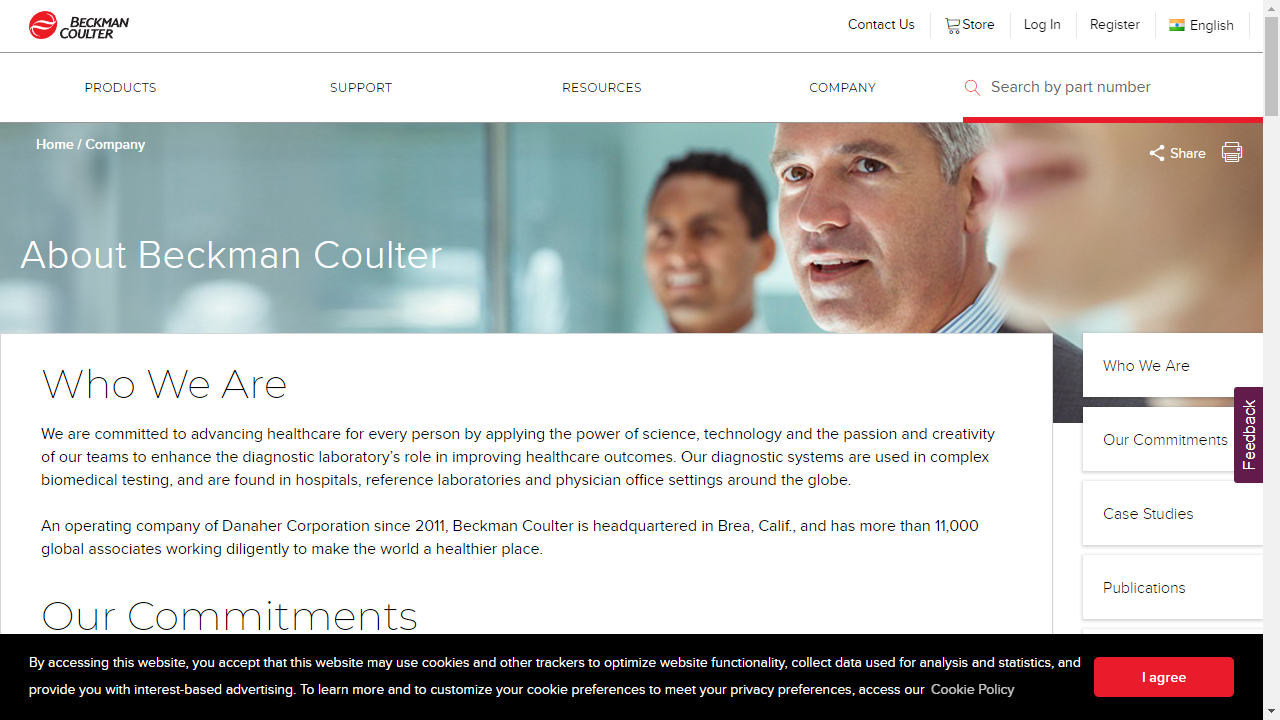 BECKMAN
COULTER
Contact Us
Store
Log In
Register
English
PRODUCTS
SUPPORT
RESOURCES
COMPANY
Search by part number
Home / Company
Share
About Beckman Coulter
Who We Are
We are committed to advancing healthcare for every person by applying the power of science, technology and the passion and creativity
of our teams to enhance the diagnostic laboratory’s role in improving healthcare outcomes. Our diagnostic systems are used in complex
biomedical testing, and are found in hospitals, reference laboratories and physician office settings around the globe.
An operating company of Danaher Corporation since 2011, Beckman Coulter is headquartered in Brea, Calif., and has more than 11,000
global associates working diligently to make the world a healthier place.
Our Commitments
Who We Are
Our Commitments
Case Studies
Publications
Feedback
By accessing this website, you accept that this website may use cookies and other trackers to optimize website functionality, collect data used for analysis and statistics, and
provide you with interest-based advertising. To learn more and to customize your cookie preferences to meet your privacy preferences, access our Cookie Policy
I agree